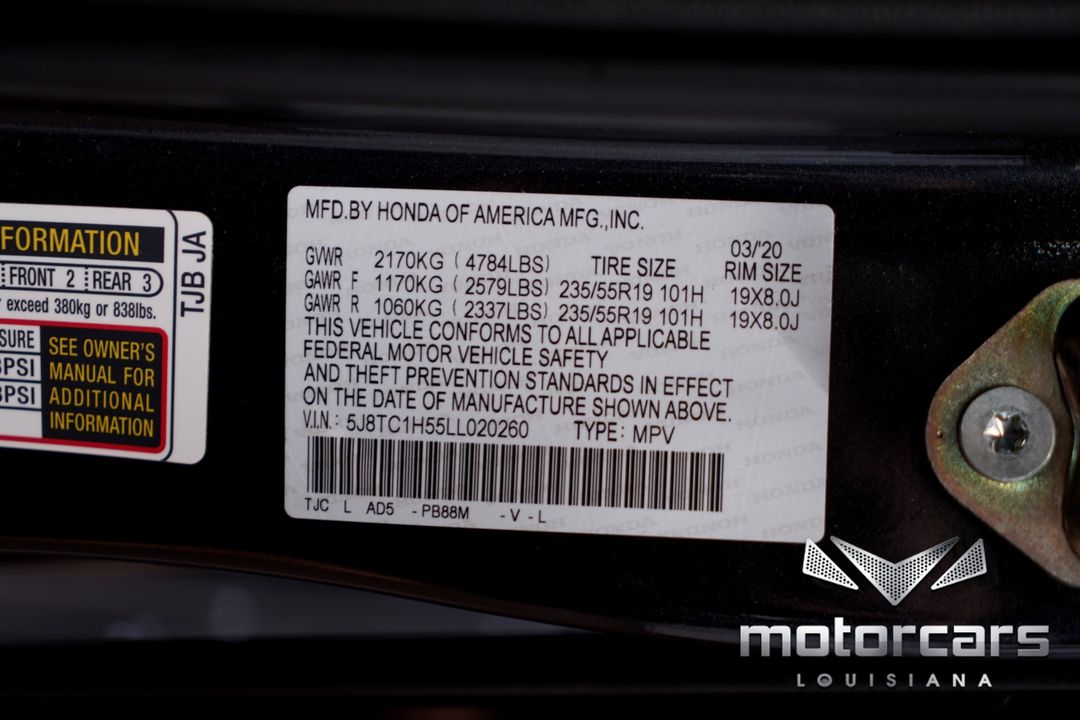 FORMATION
FRONT 2 REAR 3
exceed 380kg or 838lbs.
SURE
PSI
PSI
SEE OWNER'S
MANUAL FOR
ADDITIONAL
INFORMATION
TJB JA
MFD.BY HONDA OF AMERICA MFG.,INC.
03/'20
GVWR 2170KG (4784LBS) TIRE SIZE RIM SIZE
GAWR F 1170KG (2579LBS) 235/55R19 101H 19X8.0J
GAWR R 1060KG (2337LBS) 235/55R19 101H 19X8.0J
THIS VEHICLE CONFORMS TO ALL APPLICABLE
FEDERAL MOTOR VEHICLE SAFETY
AND THEFT PREVENTION STANDARDS IN EFFECT
ON THE DATE OF MANUFACTURE SHOWN ABOVE.
V.I.N.: 5J8TC1H55LL020260 TYPE: MPV
TJC L AD5 -PB88M -V -L
motorcars
LOUISIANA